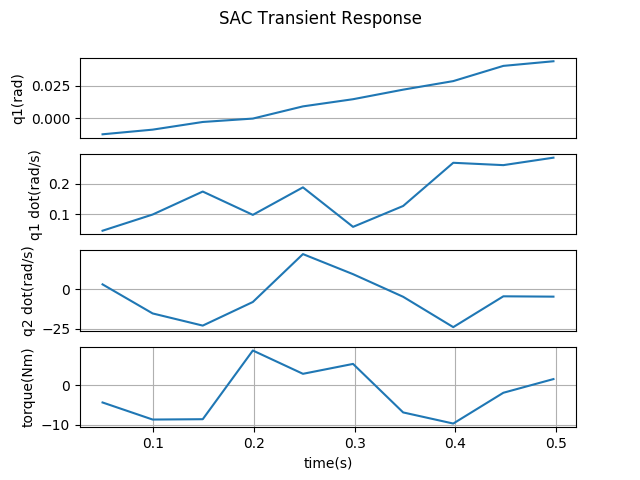 SAC Transient Response
q1(rad)
0.025
0.000
q1 dot(rad/s)
0.2
0.1
q2 dot(rad/s)
0
−25
torque(Nm)
0
−10
0.1 0.2 0.3 0.4 0.5
time(s)